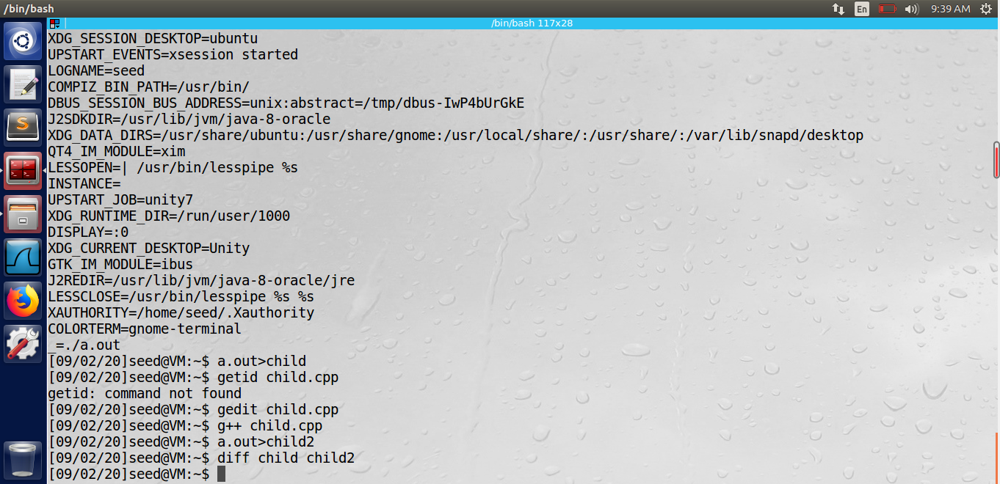 /bin/bash
En
9:39 AM
/bin/bash 117x28
XDG_SESSION_DESKTOP=ubuntu
UPSTART_EVENTS=xsession started
LOGNAME=seed
COMPIZ_BIN_PATH=/usr/bin/
DBUS_SESSION_BUS_ADDRESS=unix:abstract=/tmp/dbus-IwP4bUrGkE
J2SDKDIR=/usr/lib/jvm/java-8-oracle
XDG_DATA_DIRS=/usr/share/ubuntu:/usr/share/gnome:/usr/local/share/:/usr/share/:/var/lib/snapd/desktop
QT4_IM_MODULE=xim
LESSOPEN=| /usr/bin/lesspipe %s
INSTANCE=
UPSTART_JOB=unity7
XDG_RUNTIME_DIR=/run/user/1000
DISPLAY=:0
XDG_CURRENT_DESKTOP=Unity
GTK_IM_MODULE=ibus
J2REDIR=/usr/lib/jvm/java-8-oracle/jre
LESSCLOSE=/usr/bin/lesspipe %s %s
XAUTHORITY=/home/seed/.Xauthority
COLORTERM=gnome-terminal
_=./a.out
[09/02/20]seed@VM:~$ a.out>child
[09/02/20]seed@VM:~$ getid child.cpp
getid: command not found
[09/02/20]seed@VM:~$ gedit child.cpp
[09/02/20]seed@VM:~$ g++ child.cpp
[09/02/20]seed@VM:~$ a.out>child2
[09/02/20]seed@VM:~$ diff child child2
[09/02/20]seed@VM:~$